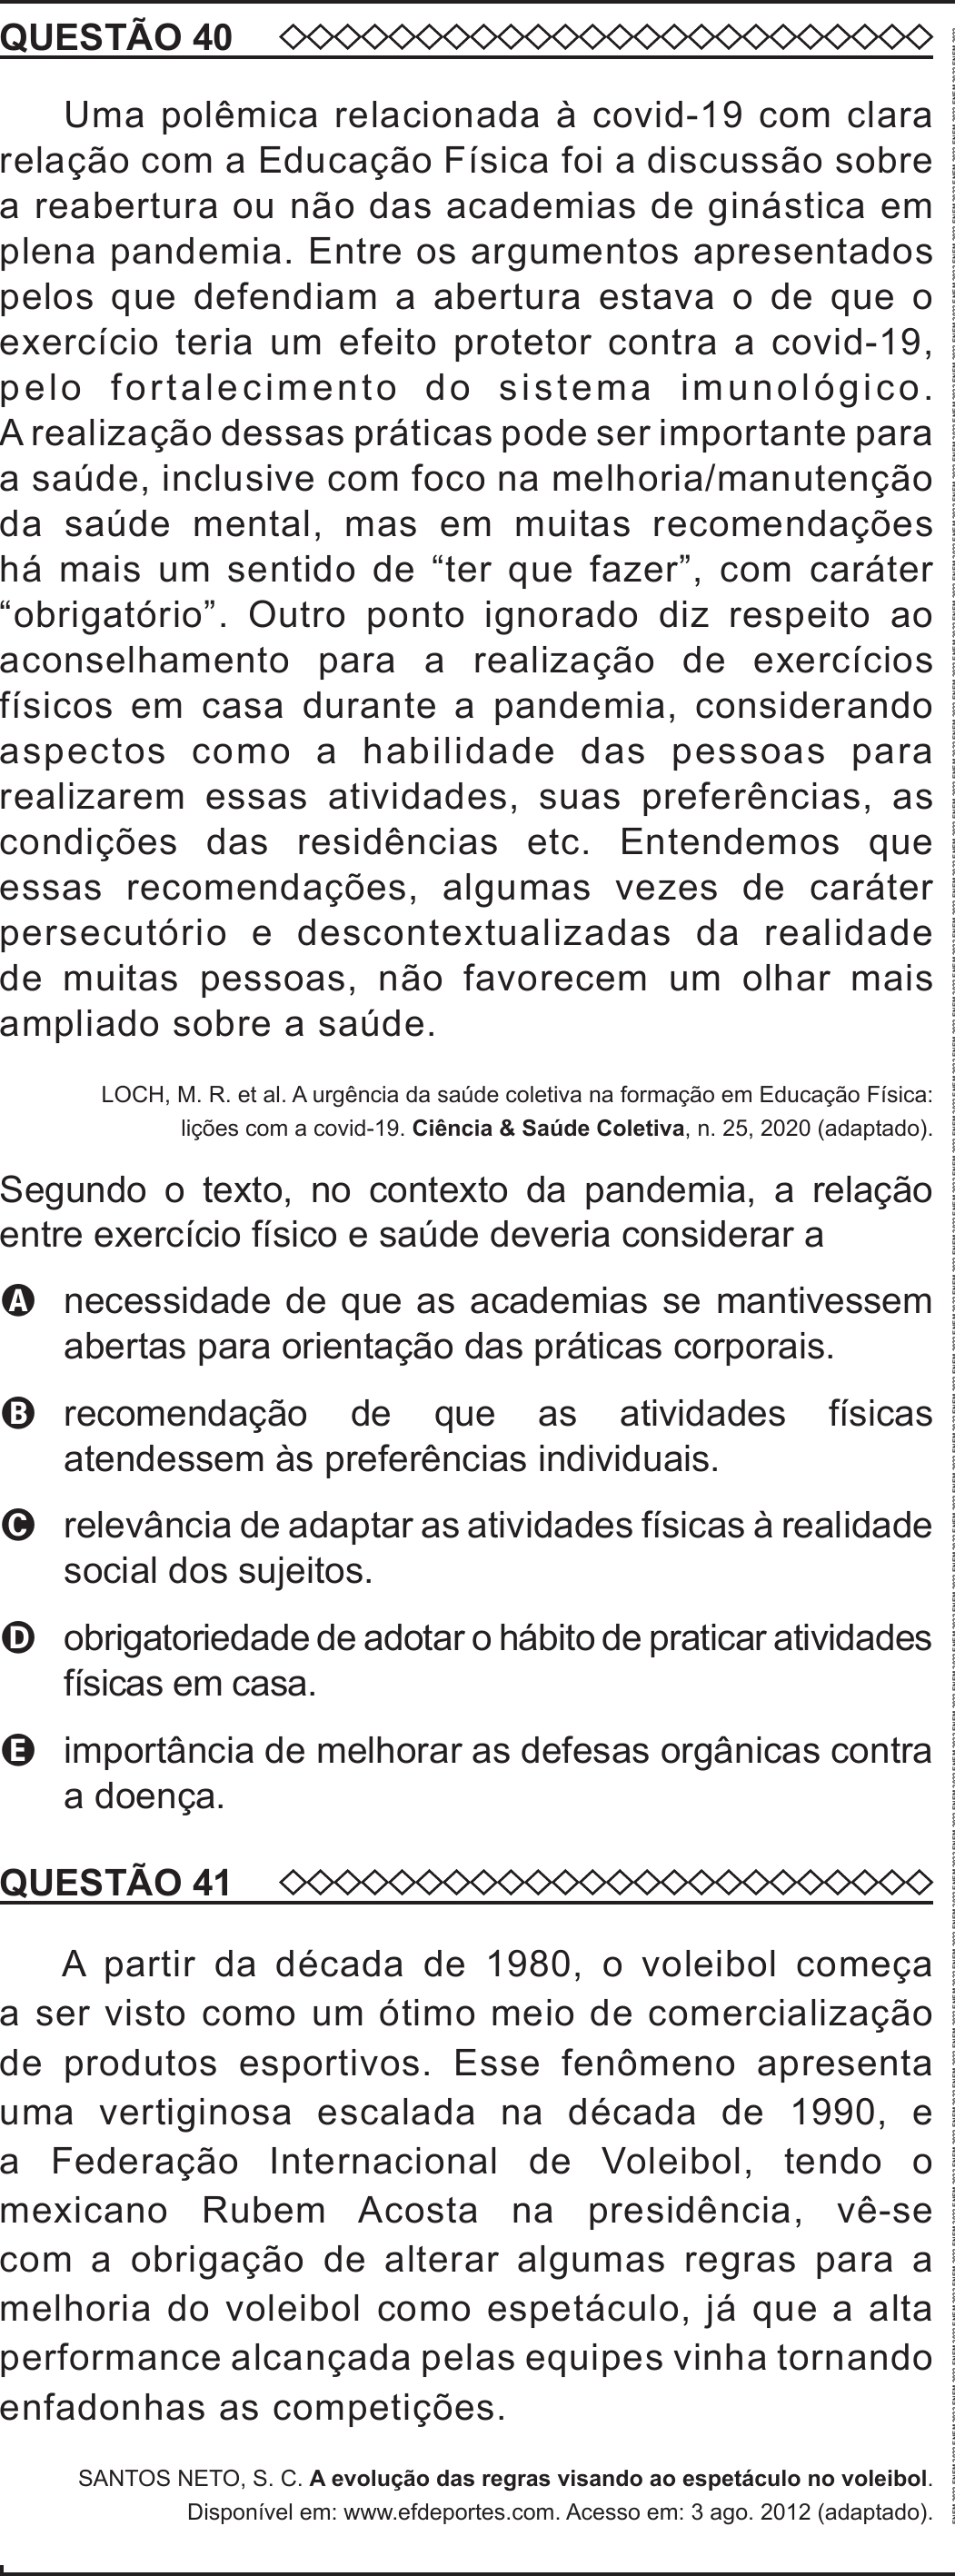 QUESTÃO 40
Uma polêmica relacionada à covid-19 com clara
relação com a Educação Física foi a discussão sobre
a reabertura ou não das academias de ginástica em
plena pandemia. Entre os argumentos apresentados
pelos que defendiam a abertura estava o de que o
exercício teria um efeito protetor contra a covid-19,
pelo fortalecimento do sistema imunológico.
A realização dessas práticas pode ser importante para
a saúde, inclusive com foco na melhoria/manutenção
da saúde mental, mas em muitas recomendações
há mais um sentido de “ter que fazer”, com caráter
“obrigatório”. Outro ponto ignorado diz respeito ao
aconselhamento para a realização de exercícios
físicos em casa durante a pandemia, considerando
aspectos como a habilidade das pessoas para
realizarem essas atividades, suas preferências, as
condições das residências etc. Entendemos que
essas recomendações, algumas vezes de caráter
persecutório e descontextualizadas da realidade
de muitas pessoas, não favorecem um olhar mais
ampliado sobre a saúde.
LOCH, M. R. et al. A urgência da saúde coletiva na formação em Educação Física:
lições com a covid-19. Ciência & Saúde Coletiva, n. 25, 2020 (adaptado).
Segundo o texto, no contexto da pandemia, a relação
entre exercício físico e saúde deveria considerar a
A necessidade de que as academias se mantivessem
abertas para orientação das práticas corporais.
B recomendação de que as atividades físicas
atendessem às preferências individuais.
C relevância de adaptar as atividades físicas à realidade
social dos sujeitos.
D obrigatoriedade de adotar o hábito de praticar atividades
físicas em casa.
E importância de melhorar as defesas orgânicas contra
a doença.
QUESTÃO 41
A partir da década de 1980, o voleibol começa
a ser visto como um ótimo meio de comercialização
de produtos esportivos. Esse fenômeno apresenta
uma vertiginosa escalada na década de 1990, e
a Federação Internacional de Voleibol, tendo o
mexicano Rubem Acosta na presidência, vê-se
com a obrigação de alterar algumas regras para a
melhoria do voleibol como espetáculo, já que a alta
performance alcançada pelas equipes vinha tornando
enfadonhas as competições.
SANTOS NETO, S. C. A evolução das regras visando ao espetáculo no voleibol.
Disponível em: www.efdeportes.com. Acesso em: 3 ago. 2012 (adaptado).